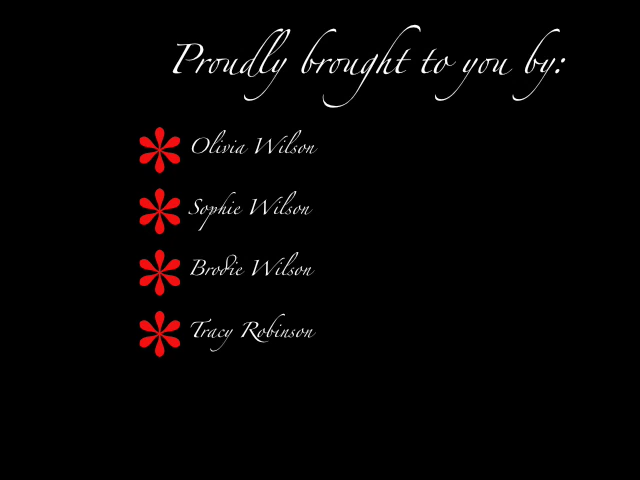 Proudly brought to you by:
Olivia Wilson
Sophie Wilson
Brodie Wilson
Tracy Robinson